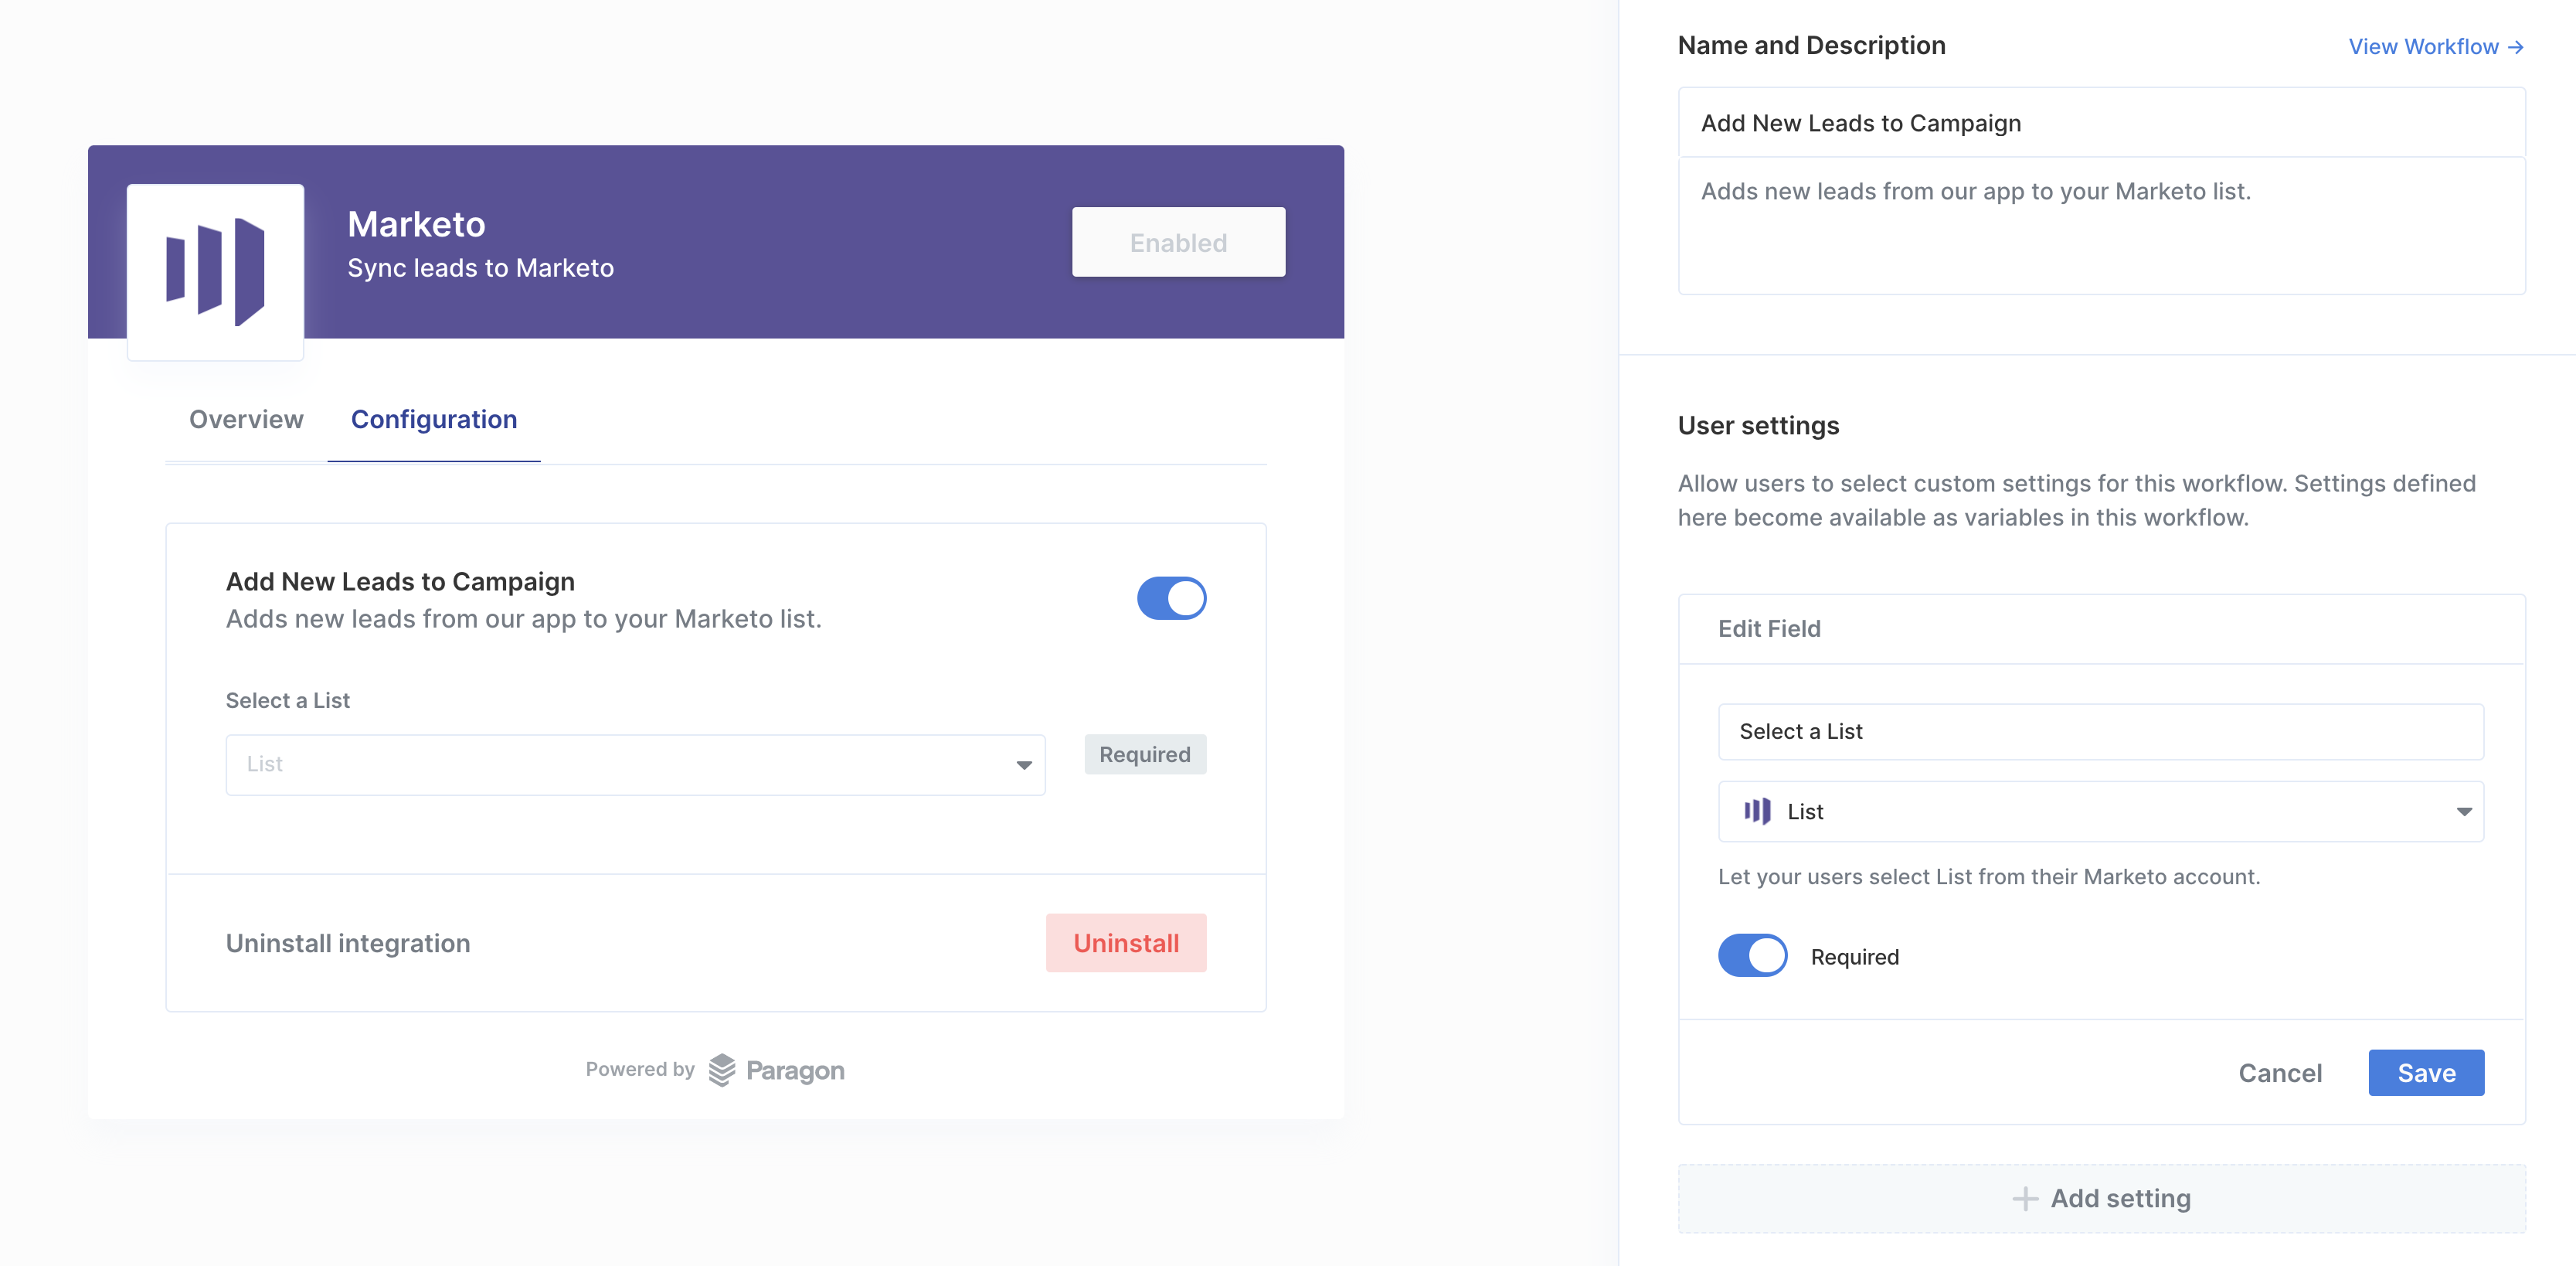 Marketo
Sync leads to Marketo
Enabled
Overview
Configuration
Add New Leads to Campaign
Adds new leads from our app to your Marketo list.
Select a List
List
Required
Uninstall integration
Uninstall
Powered by Paragon
Name and Description
View Workflow →
Add New Leads to Campaign
Adds new leads from our app to your Marketo list.
User settings
Allow users to select custom settings for this workflow. Settings defined
here become available as variables in this workflow.
Edit Field
Select a List
List
Let your users select List from their Marketo account.
Required
Cancel
Save
+ Add setting